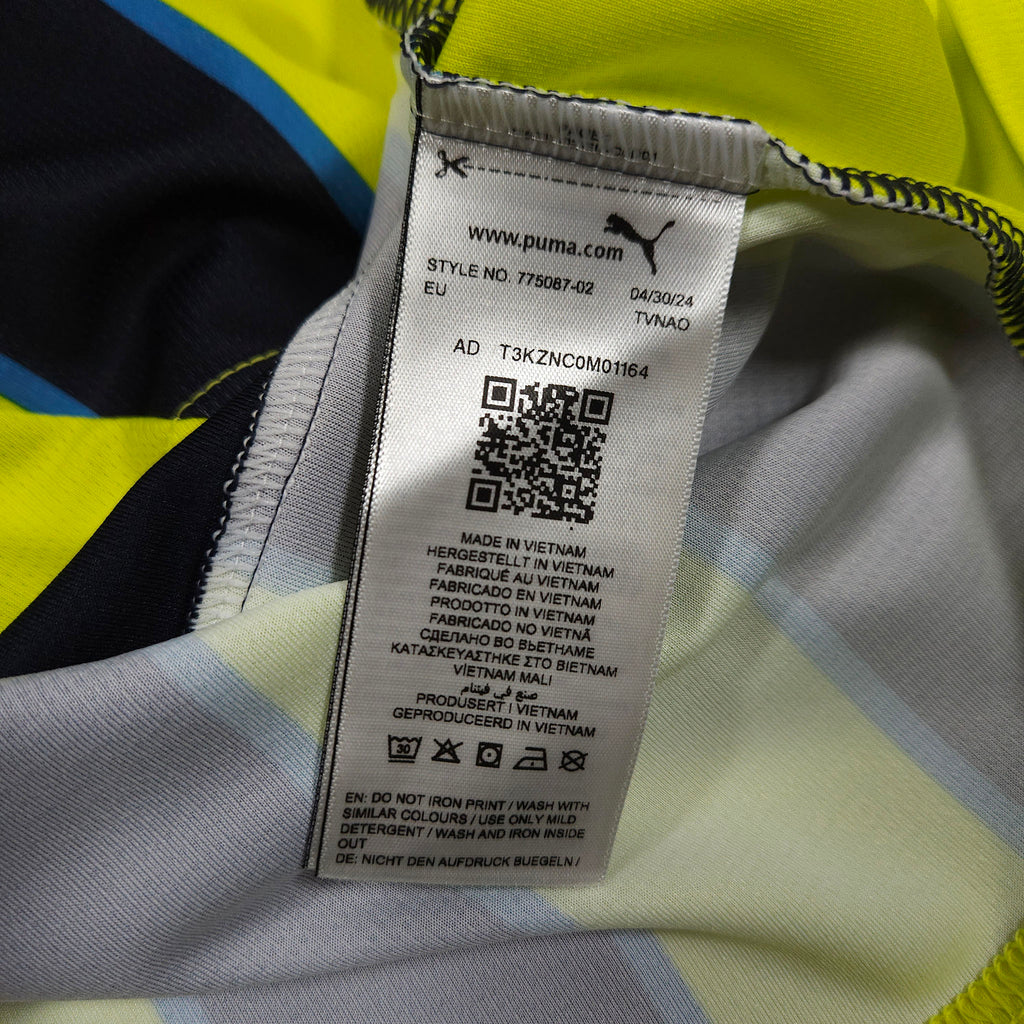 www.puma.com
STYLE NO. 775087-02 04/30/24
EU TVNAO
AD T3KZNC0M01164
MADE IN VIETNAM
HERGESTELLT IN VIETNAM
FABRIQUÉ AU VIETNAM
FABRICADO EN VIETNAM
PRODOTTO IN VIETNAM
FABRICADO NO VIETNÃ
СДЕЛАНО ВО ВЬЕТНАМЕ
ΚΑΤΑΣΚΕΥΑΣΤΗΚΕ ΣΤΟ ΒΙΕΤΝΑΜ
VİETNAM MALI
صنع في فيتنام
PRODUSERT I VIETNAM
GEPRODUCEERD IN VIETNAM
30
EN: DO NOT IRON PRINT / WASH WITH
SIMILAR COLOURS / USE ONLY MILD
DETERGENT / WASH AND IRON INSIDE
OUT
DE: NICHT DEN AUFDRUCK BUEGELN /